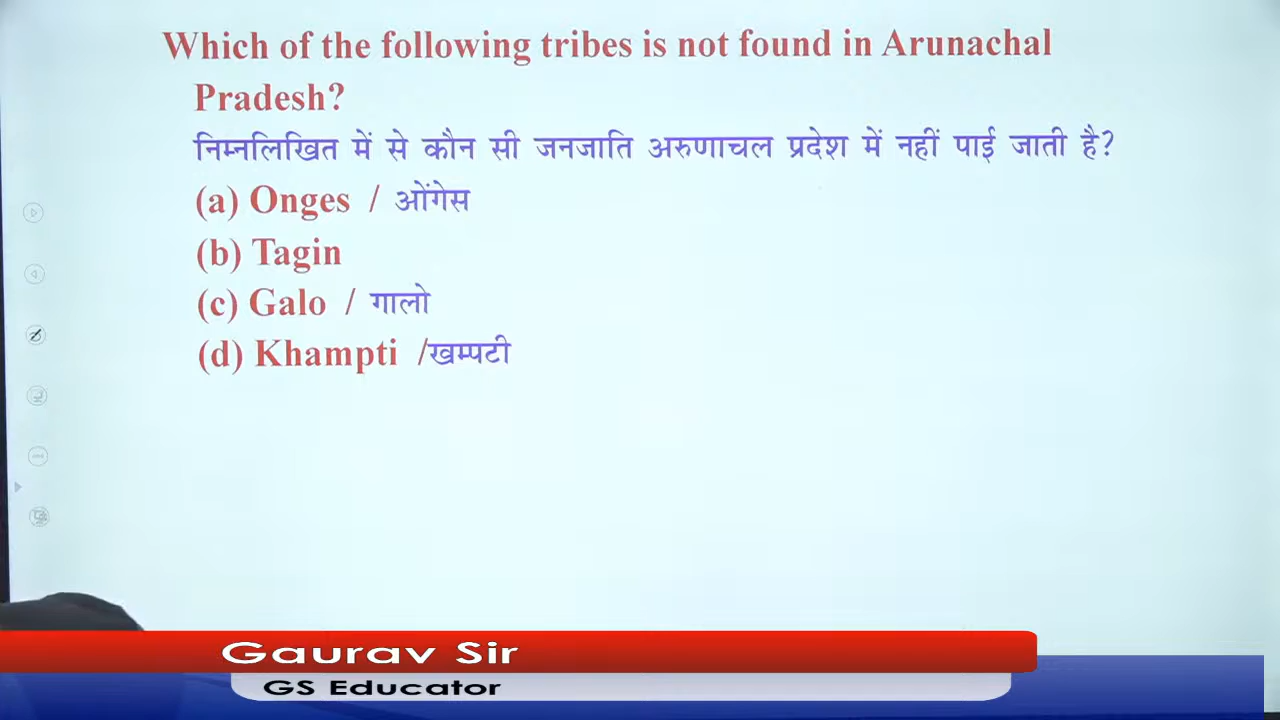 Which of the following tribes is not found in Arunachal
Pradesh?
निम्नलिखित में से कौन सी जनजाति अरुणाचल प्रदेश में नहीं पाई जाती है?
(a) Onges / ओंगेस
(b) Tagin
(c) Galo / गालो
(d) Khampti /खम्पटी
Gaurav Sir
GS Educator